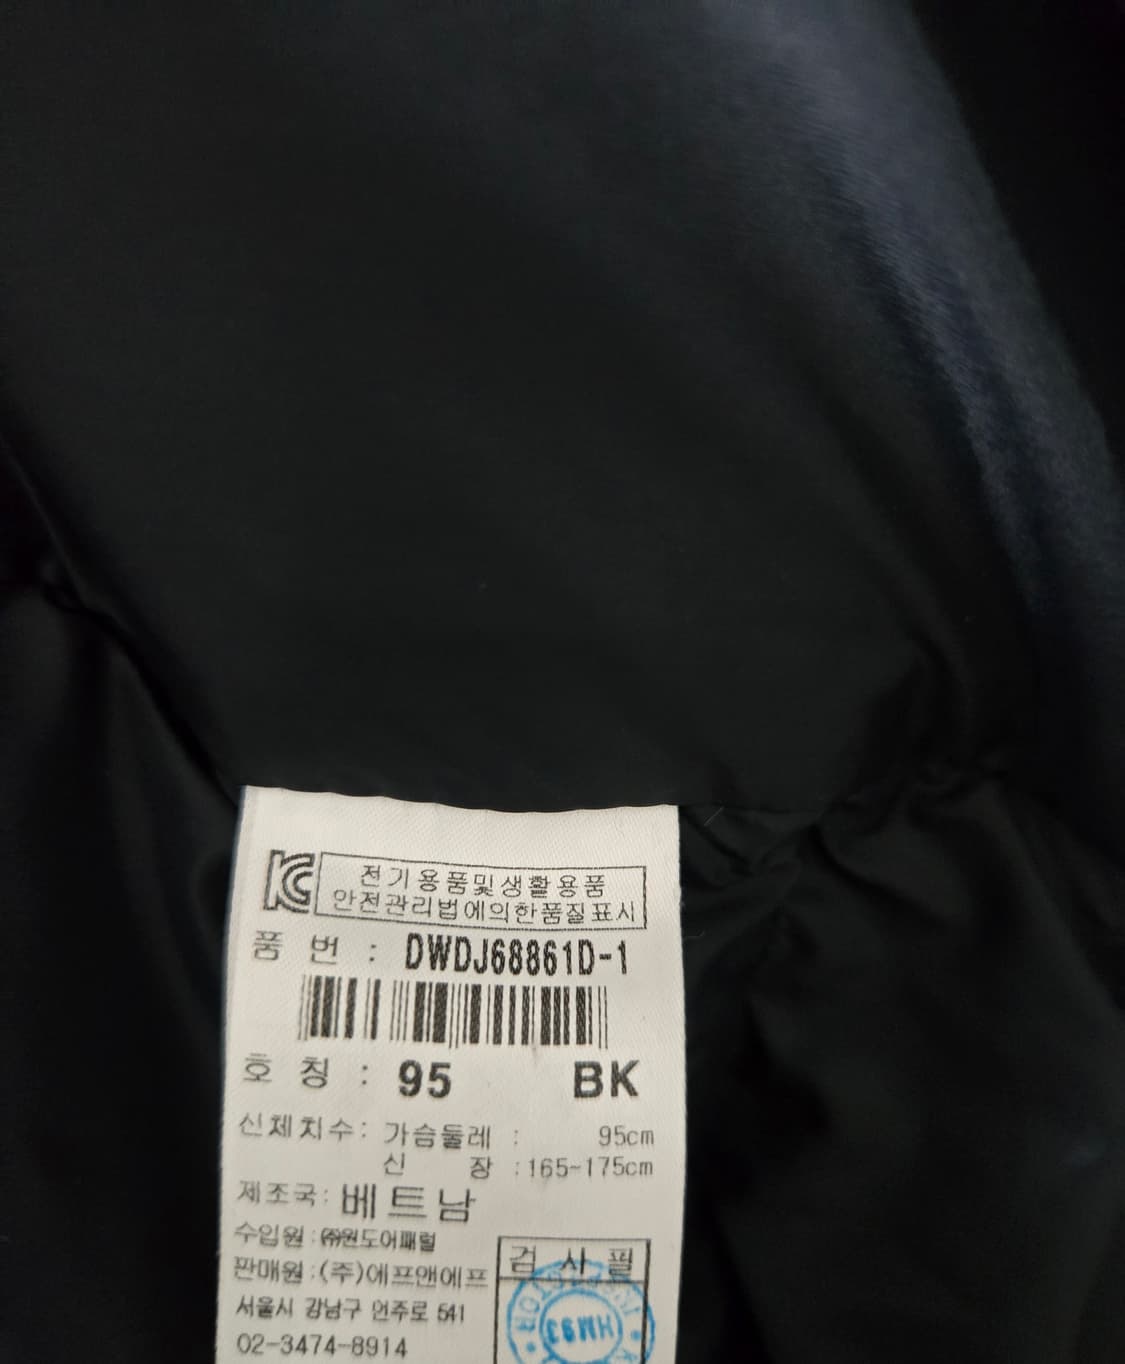 KC 전기용품및생활용품
안전관리법에의한품질표시
품 번 : DWDJ68861D-1
호 칭 : 95 BK
신체치수: 가슴둘레 : 95cm
신 장 :165~175cm
제조국: 베트남
수입원 :㈜원도어패럴
판매원 :(주)에프앤에프
서울시 강남구 언주로 541
02-3474-8914
검 사 필
INSPECTOR
HM93